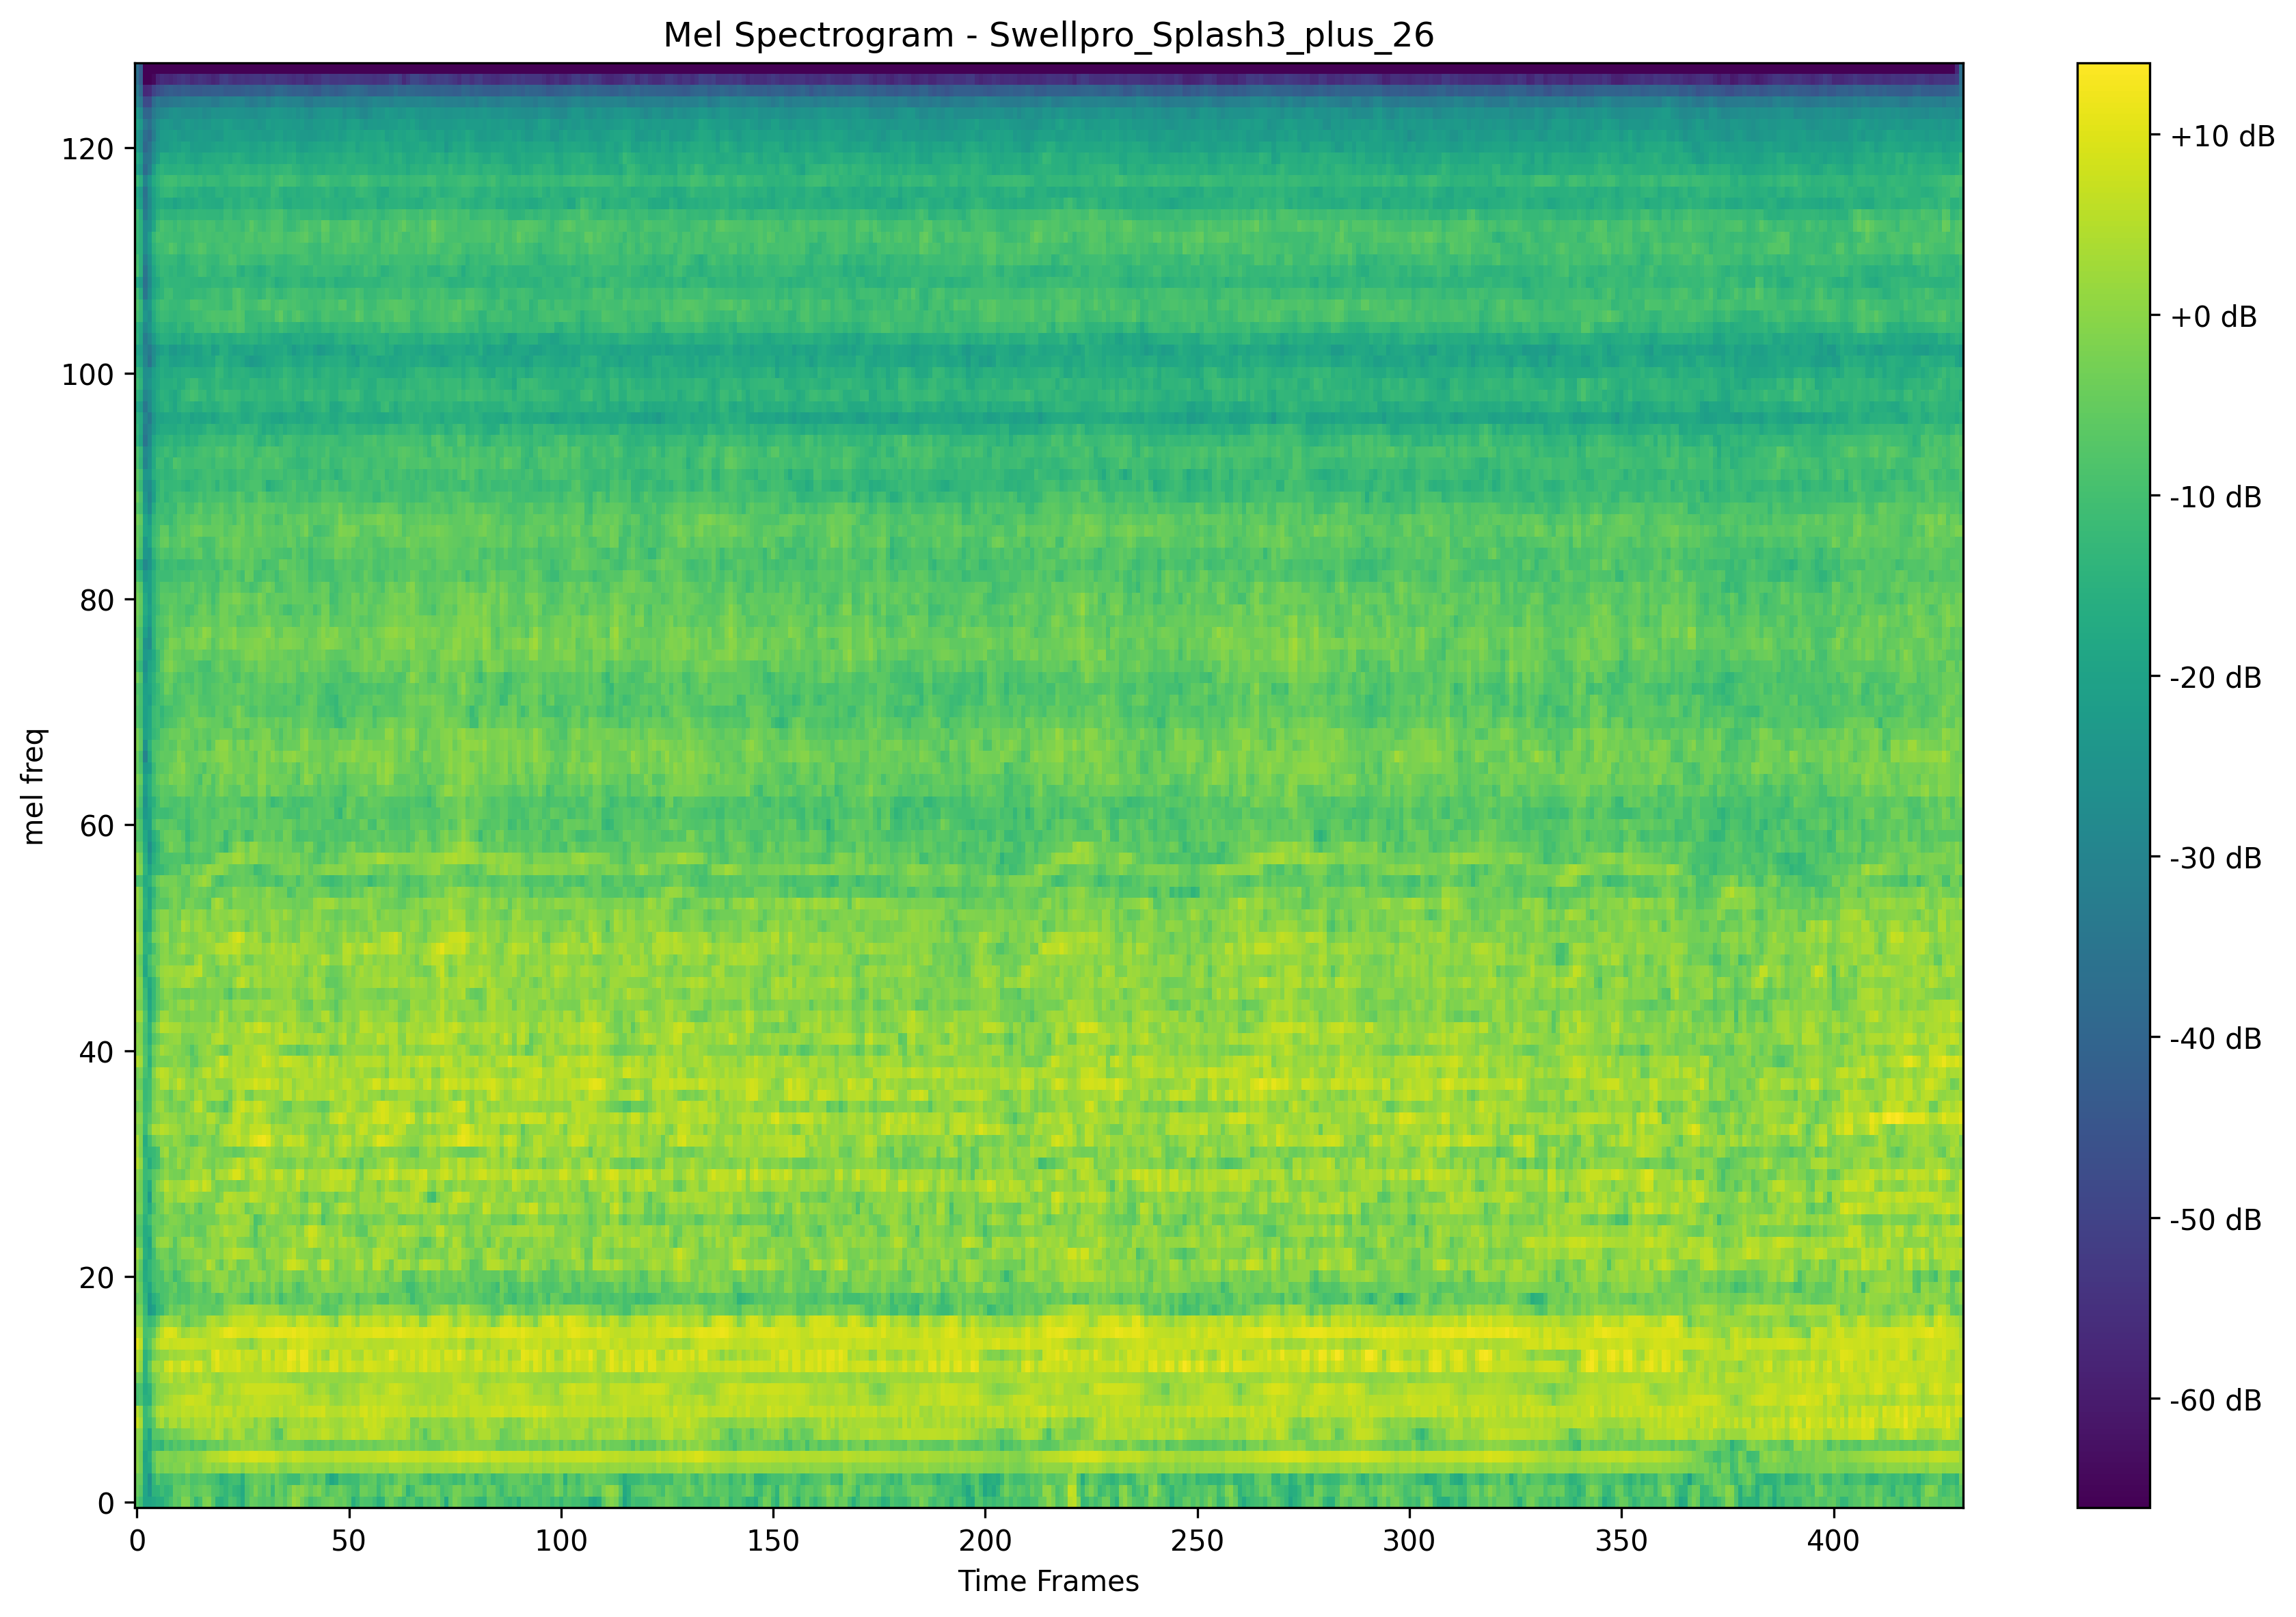 Mel Spectrogram - Swellpro_Splash3_plus_26
mel freq
120
100
80
60
40
20
0
0 50 100 150 200 250 300 350 400
Time Frames
+10 dB
+0 dB
-10 dB
-20 dB
-30 dB
-40 dB
-50 dB
-60 dB